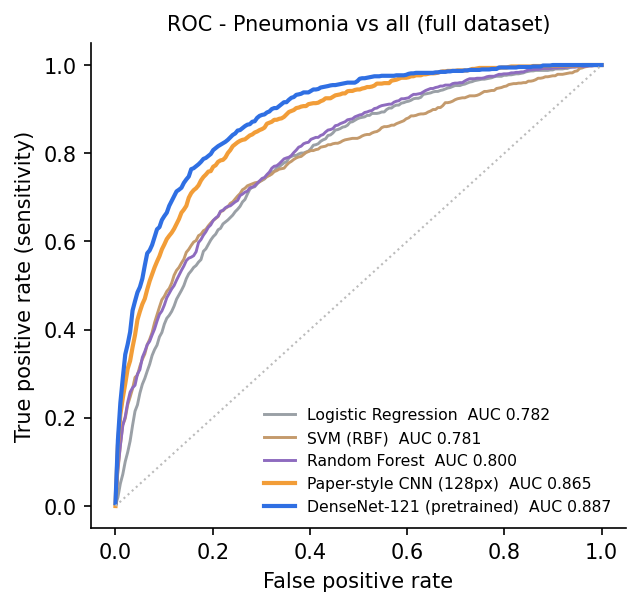 ROC - Pneumonia vs all (full dataset)
True positive rate (sensitivity)
1.0
0.8
0.6
0.4
0.2
0.0
Logistic Regression AUC 0.782
SVM (RBF) AUC 0.781
Random Forest AUC 0.800
Paper-style CNN (128px) AUC 0.865
DenseNet-121 (pretrained) AUC 0.887
0.0 0.2 0.4 0.6 0.8 1.0
False positive rate